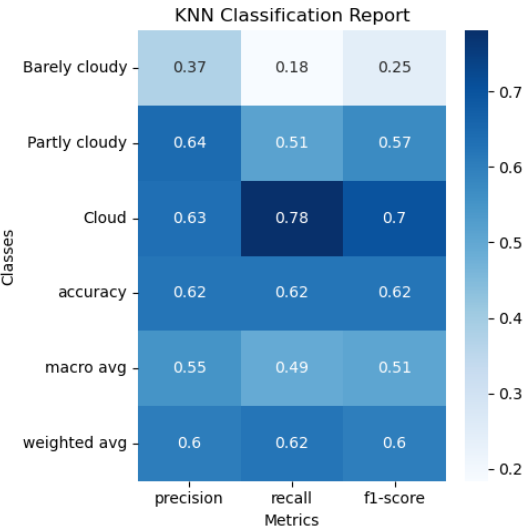 KNN Classification Report
Barely cloudy 0.37 0.18 0.25
Partly cloudy 0.64 0.51 0.57
Cloud 0.63 0.78 0.7
accuracy 0.62 0.62 0.62
macro avg 0.55 0.49 0.51
weighted avg 0.6 0.62 0.6
precision recall f1-score
Metrics
Classes
0.7
0.6
0.5
0.4
0.3
0.2